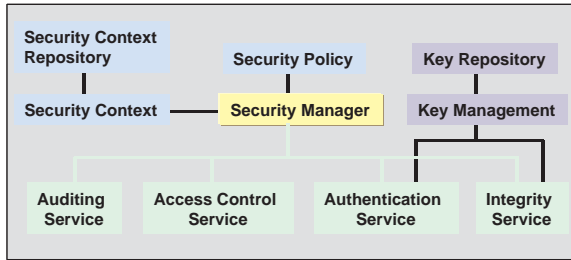 Security Context
Repository
Security Policy
Key Repository
Security Context
Security Manager
Key Management
Auditing
Service
Access Control
Service
Authentication
Service
Integrity
Service